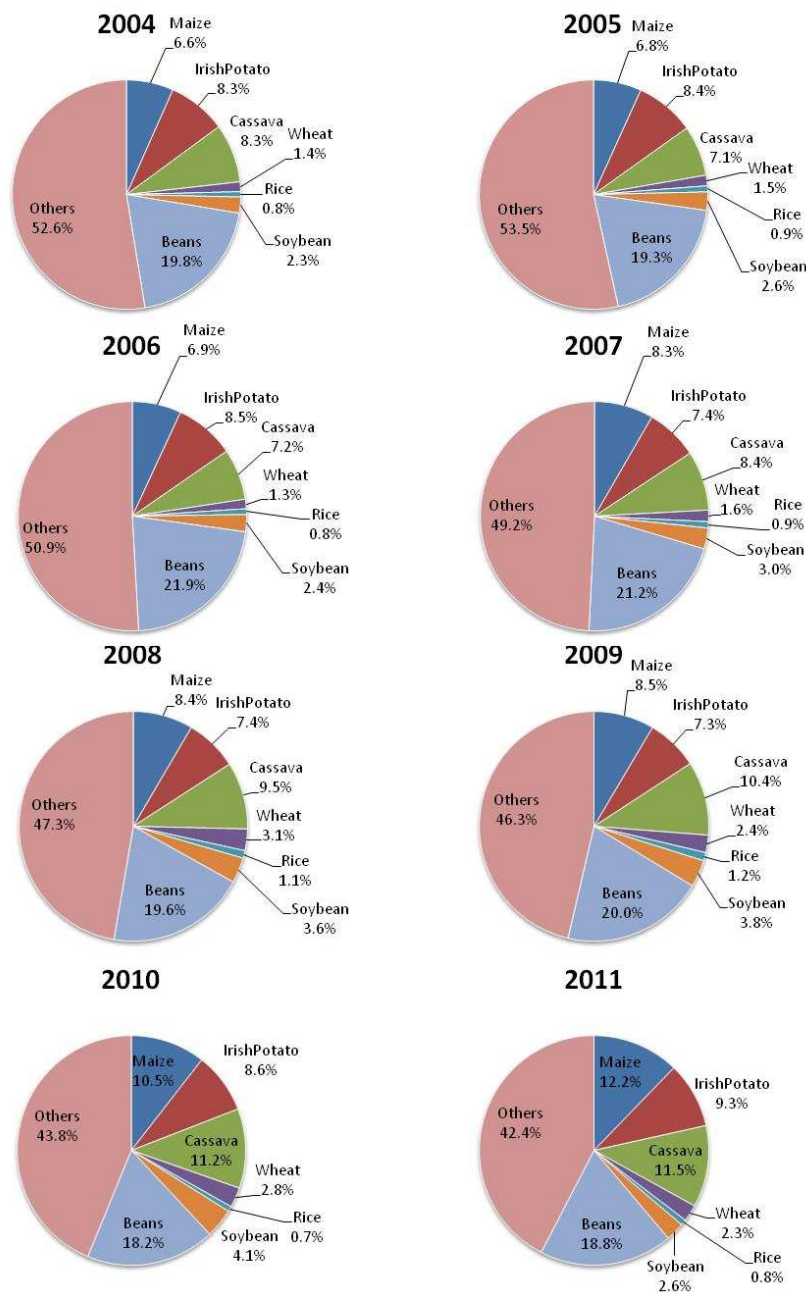 2004
Maize
6.6%
IrishPotato
8.3%
Cassava
8.3%
Wheat
1.4%
Rice
0.8%
Soybean
2.3%
Beans
19.8%
Others
52.6%
2005
Maize
6.8%
IrishPotato
8.4%
Cassava
7.1%
Wheat
1.5%
Rice
0.9%
Soybean
2.6%
Beans
19.3%
Others
53.5%
2006
Maize
6.9%
IrishPotato
8.5%
Cassava
7.2%
Wheat
1.3%
Rice
0.8%
Soybean
2.4%
Beans
21.9%
Others
50.9%
2007
Maize
8.3%
IrishPotato
7.4%
Cassava
8.4%
Wheat
1.6%
Rice
0.9%
Soybean
3.0%
Beans
21.2%
Others
49.2%
2008
Maize
8.4%
IrishPotato
7.4%
Cassava
9.5%
Wheat
3.1%
Rice
1.1%
Soybean
3.6%
Beans
19.6%
Others
47.3%
2009
Maize
8.5%
IrishPotato
7.3%
Cassava
10.4%
Wheat
2.4%
Rice
1.2%
Soybean
3.8%
Beans
20.0%
Others
46.3%
2010
Maize
10.5%
IrishPotato
8.6%
Cassava
11.2%
Wheat
2.8%
Rice
0.7%
Soybean
4.1%
Beans
18.2%
Others
43.8%
2011
Maize
12.2%
IrishPotato
9.3%
Cassava
11.5%
Wheat
2.3%
Rice
0.8%
Soybean
2.6%
Beans
18.8%
Others
42.4%